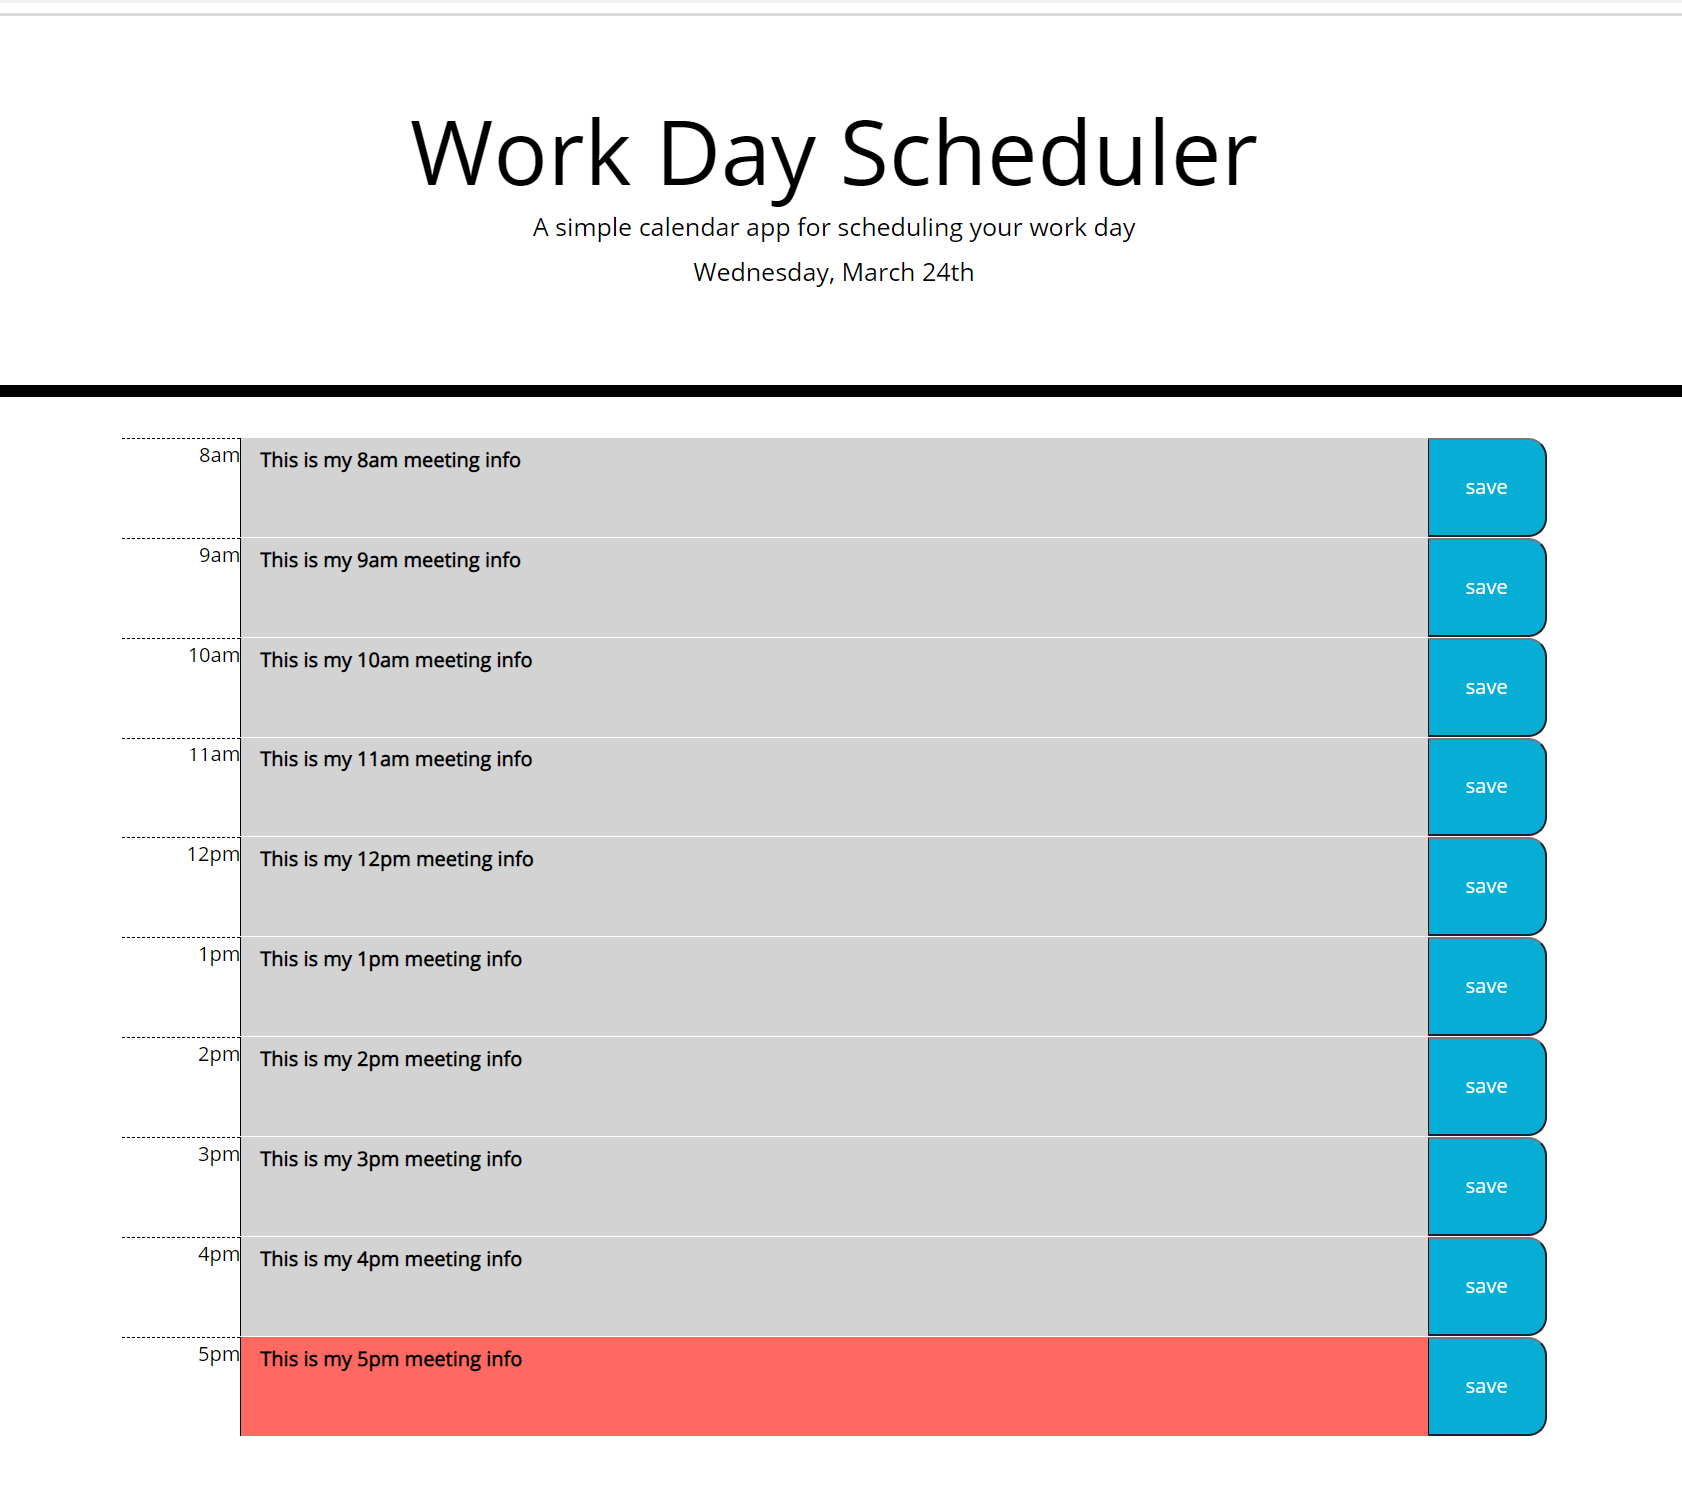 Work Day Scheduler
A simple calendar app for scheduling your work day
Wednesday, March 24th
8am This is my 8am meeting info save
9am This is my 9am meeting info save
10am This is my 10am meeting info save
11am This is my 11am meeting info save
12pm This is my 12pm meeting info save
1pm This is my 1pm meeting info save
2pm This is my 2pm meeting info save
3pm This is my 3pm meeting info save
4pm This is my 4pm meeting info save
5pm This is my 5pm meeting info save